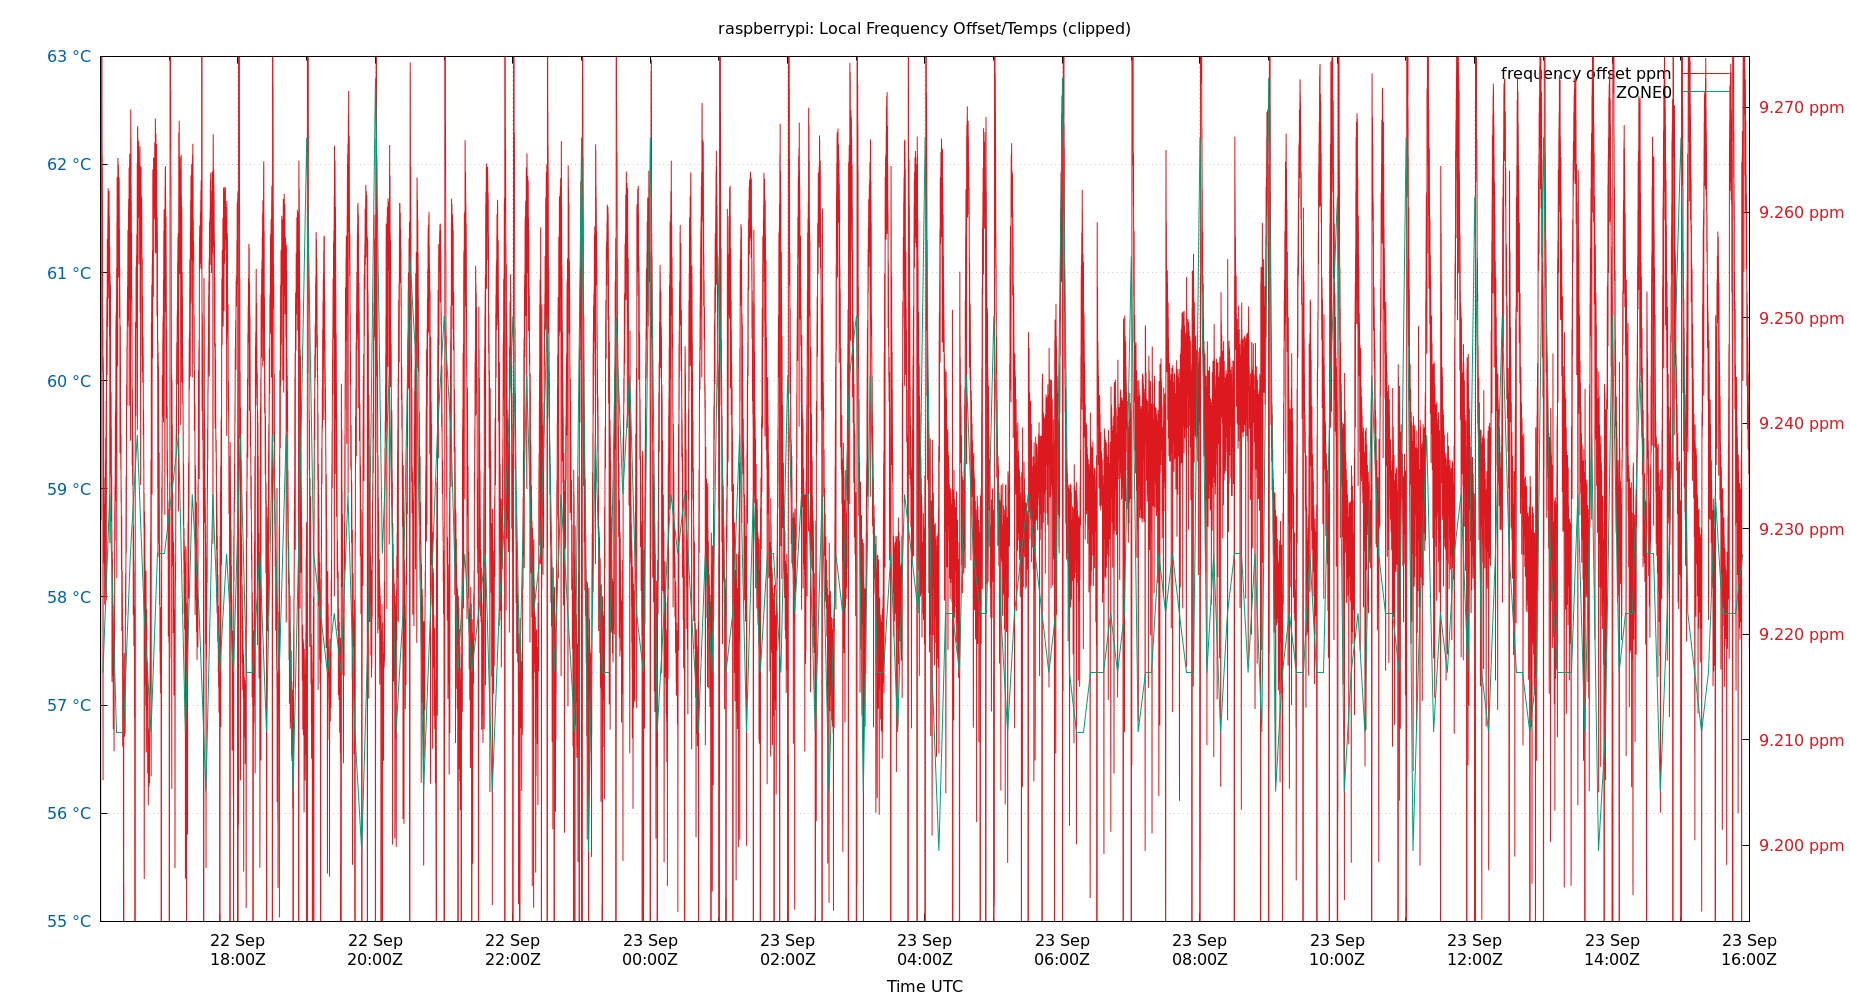 raspberrypi: Local Frequency Offset/Temps (clipped)
63 °C
62 °C
61 °C
60 °C
59 °C
58 °C
57 °C
56 °C
55 °C
frequency offset ppm
ZONE0
9.270 ppm
9.260 ppm
9.250 ppm
9.240 ppm
9.230 ppm
9.220 ppm
9.210 ppm
9.200 ppm
22 Sep
18:00Z
22 Sep
20:00Z
22 Sep
22:00Z
23 Sep
00:00Z
23 Sep
02:00Z
23 Sep
04:00Z
23 Sep
06:00Z
23 Sep
08:00Z
23 Sep
10:00Z
23 Sep
12:00Z
23 Sep
14:00Z
23 Sep
16:00Z
Time UTC